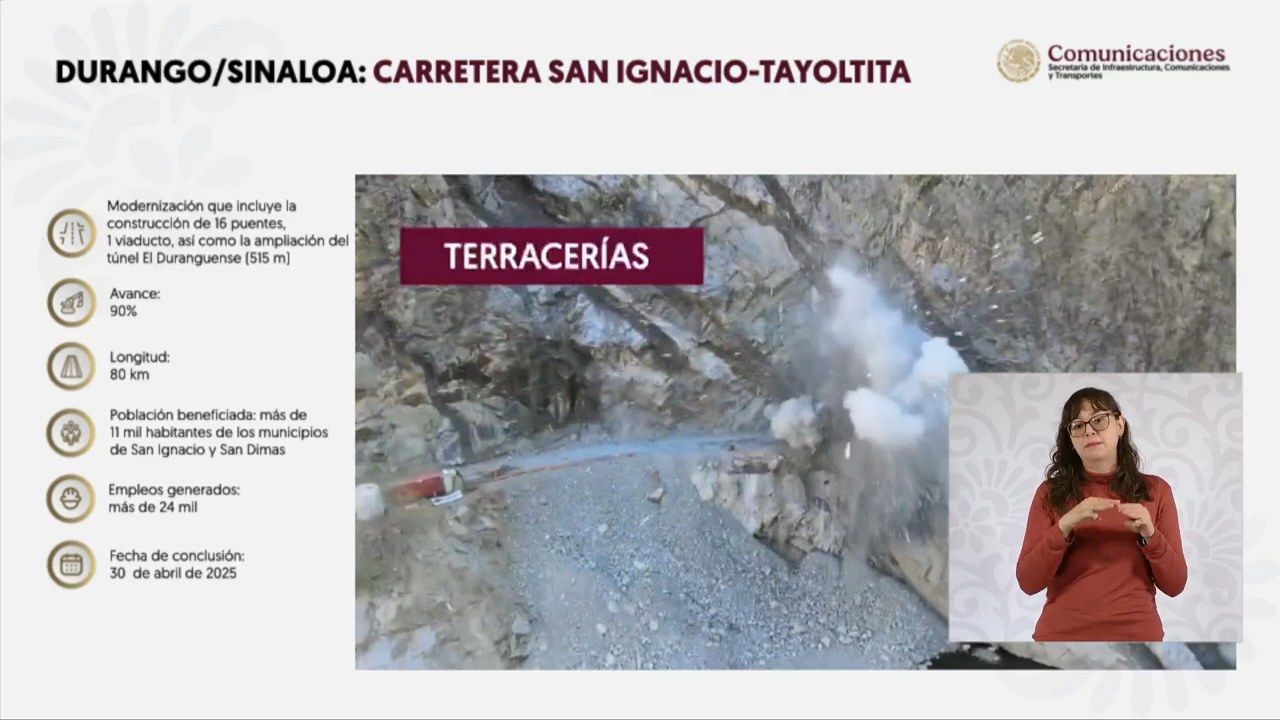 DURANGO/SINALOA: CARRETERA SAN IGNACIO-TAYOLTITA
Comunicaciones
Secretaría de Infraestructura, Comunicaciones
y Transportes
Modernización que incluye la
construcción de 16 puentes,
1 viaducto, así como la ampliación del
túnel El Duranguense (515 m)
Avance:
90%
Longitud:
80 km
Población beneficiada: más de
11 mil habitantes de los municipios
de San Ignacio y San Dimas
Empleos generados:
más de 24 mil
Fecha de conclusión:
30 de abril de 2025
TERRACERÍAS